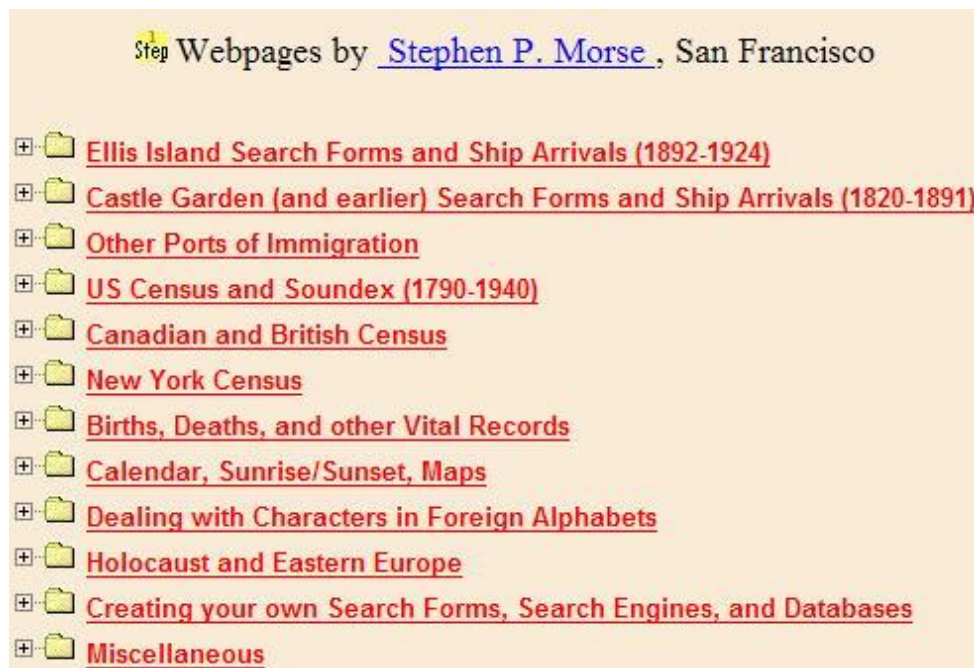 1
Step Webpages by Stephen P. Morse , San Francisco
Ellis Island Search Forms and Ship Arrivals (1892-1924)
Castle Garden (and earlier) Search Forms and Ship Arrivals (1820-1891)
Other Ports of Immigration
US Census and Soundex (1790-1940)
Canadian and British Census
New York Census
Births, Deaths, and other Vital Records
Calendar, Sunrise/Sunset, Maps
Dealing with Characters in Foreign Alphabets
Holocaust and Eastern Europe
Creating your own Search Forms, Search Engines, and Databases
Miscellaneous